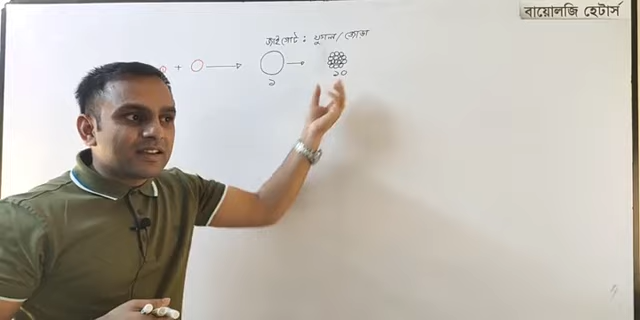 বায়োলজি হেটার্স
জাইগোট : যুগল / জোড়া
+
১
১০